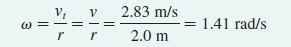 ω = v_t / r = v / r = 2.83 m/s / 2.0 m = 1.41 rad/s